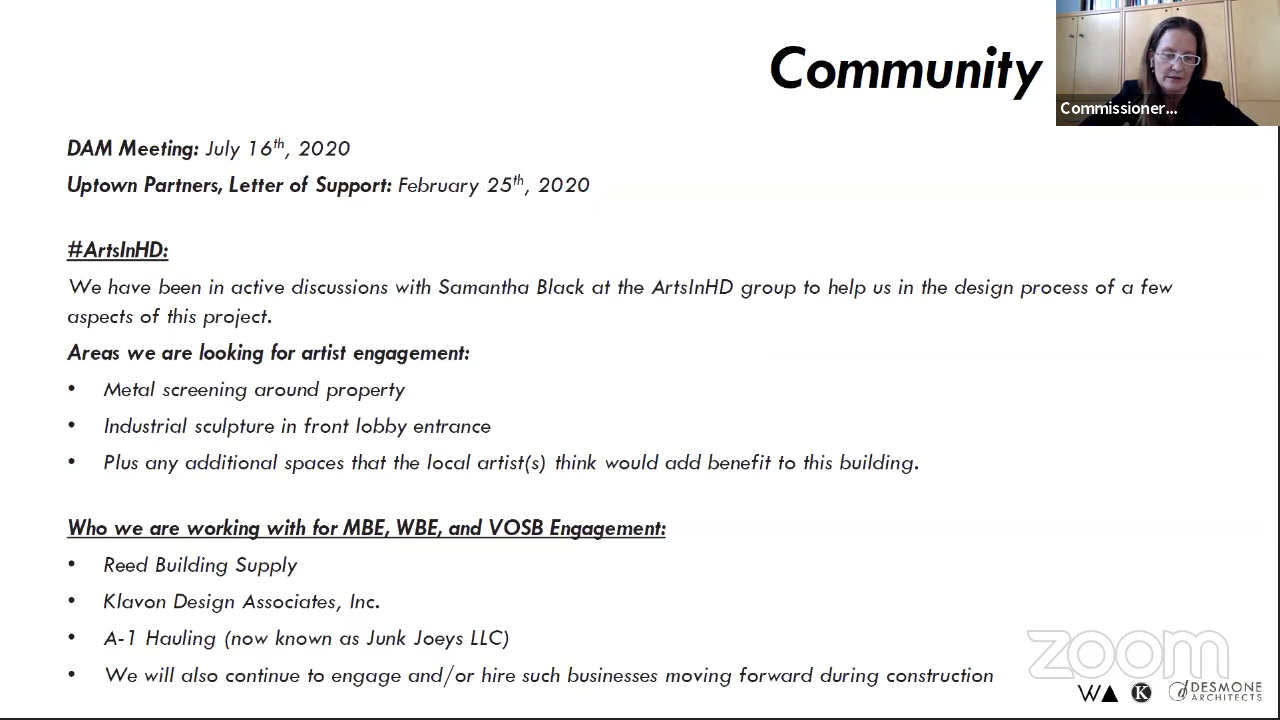 Community
Commissioner...
DAM Meeting: July 16th, 2020
Uptown Partners, Letter of Support: February 25th, 2020
#ArtsInHD:
We have been in active discussions with Samantha Black at the ArtsInHD group to help us in the design process of a few
aspects of this project.
Areas we are looking for artist engagement:
• Metal screening around property
• Industrial sculpture in front lobby entrance
• Plus any additional spaces that the local artist(s) think would add benefit to this building.
Who we are working with for MBE, WBE, and VOSB Engagement:
• Reed Building Supply
• Klavon Design Associates, Inc.
• A-1 Hauling (now known as Junk Joeys LLC)
• We will also continue to engage and/or hire such businesses moving forward during construction
zoom
WA K d DESMONE
ARCHITECTS